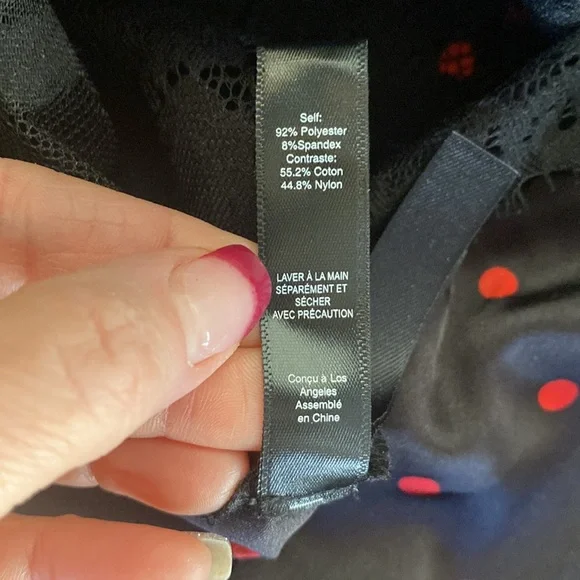 Self:
92% Polyester
8%Spandex
Contraste:
55.2% Coton
44.8% Nylon
LAVER À LA MAIN
SÉPARÉMENT ET
SÉCHER
AVEC PRÉCAUTION
Conçu à Los
Angeles
Assemblé
en Chine